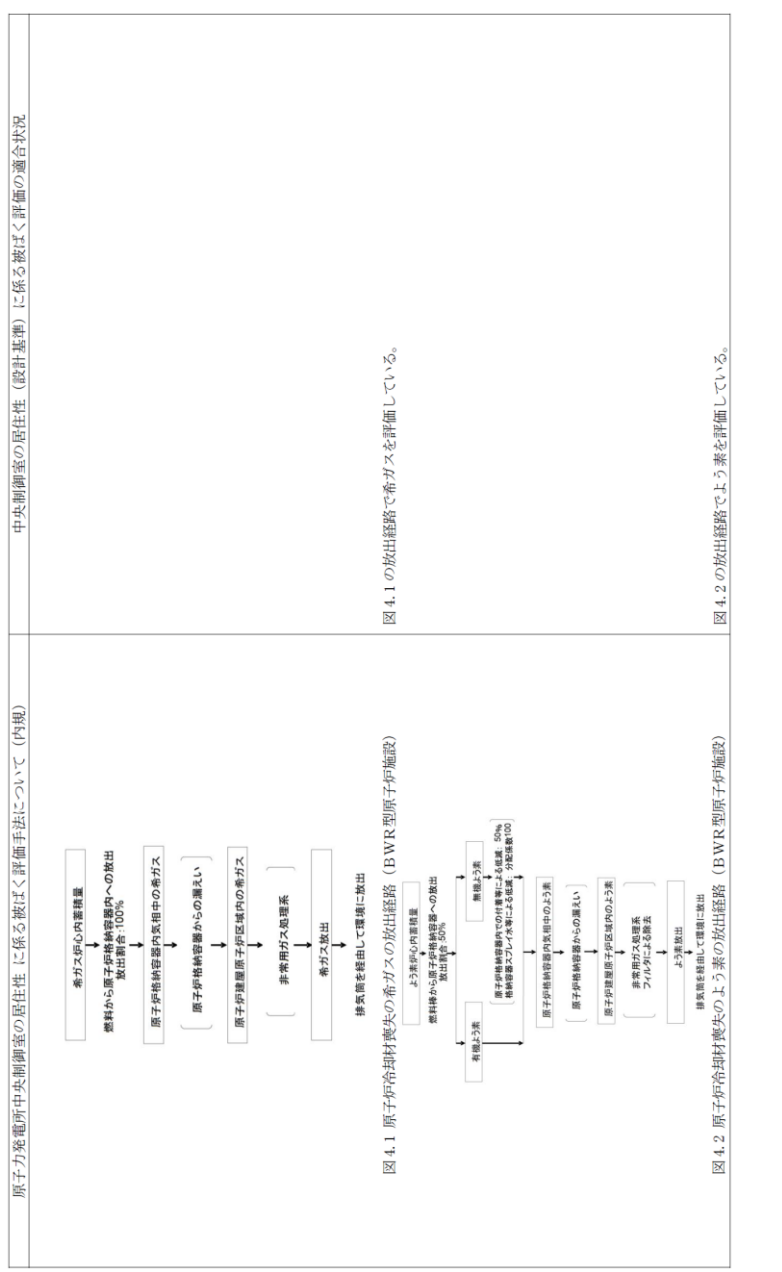 原子力発電所中央制御室の居住性に係る被ばく評価手法について（内規）
中央制御室の居住性（設計基準）に係る被ばく評価の適合状況
希ガス炉心内蓄積量
燃料から原子炉格納容器内への放出
放出割合:100%
原子炉格納容器内気相中の希ガス
原子炉格納容器からの漏えい
原子炉建屋原子炉区域内の希ガス
非常用ガス処理系
希ガス放出
排気筒を経由して環境に放出
図4.1 原子炉冷却材喪失の希ガスの放出経路（ＢＷＲ型原子炉施設）
図4.1の放出経路で希ガスを評価している。
よう素炉心内蓄積量
燃料棒から原子炉格納容器への放出
放出割合:50%
有機よう素
無機よう素
原子炉格納容器内での付着等による低減: 50%
格納容器スプレイ水等による低減: 分配係数100
原子炉格納容器内気相中のよう素
原子炉格納容器からの漏えい
原子炉建屋原子炉区域内のよう素
非常用ガス処理系
フィルタによる除去
よう素放出
排気筒を経由して環境に放出
図4.2 原子炉冷却材喪失のよう素の放出経路（ＢＷＲ型原子炉施設）
図4.2の放出経路でよう素を評価している。